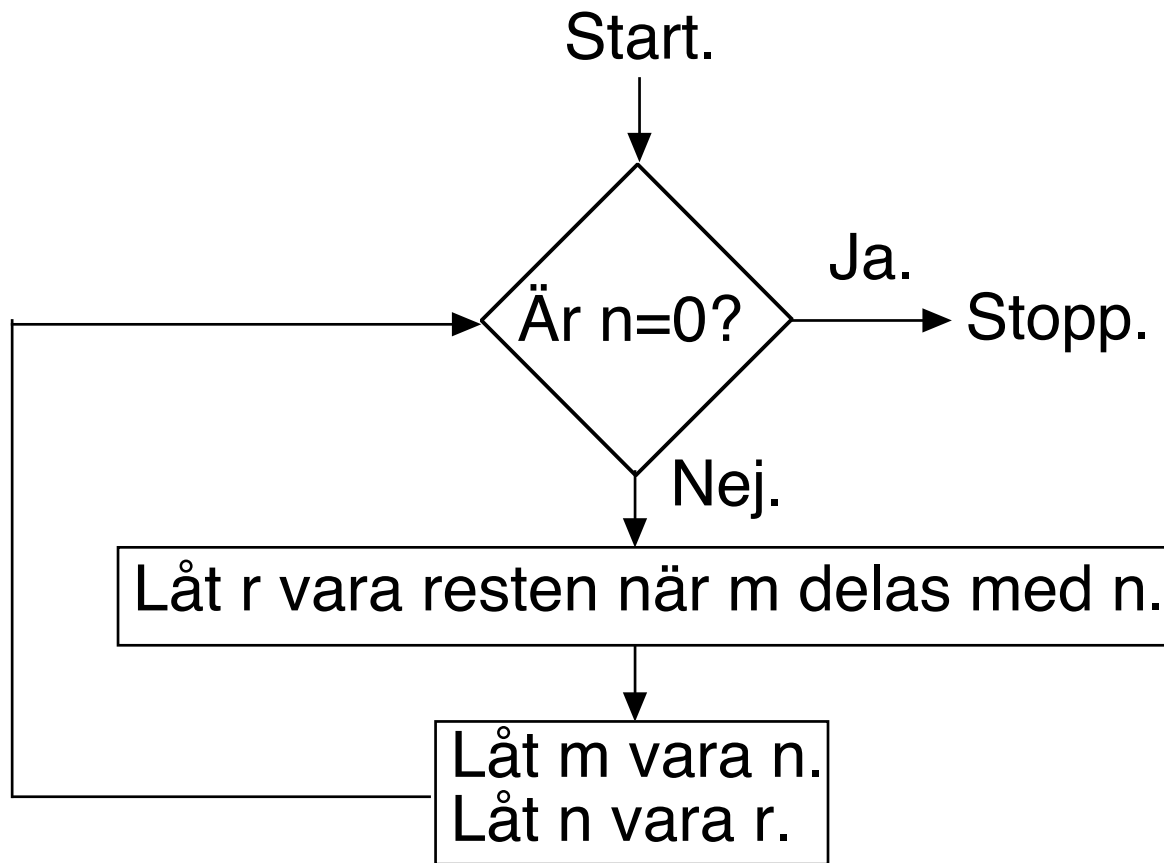 Start.
Är n=0?
Ja.
Stopp.
Nej.
Låt r vara resten när m delas med n.
Låt m vara n.
Låt n vara r.